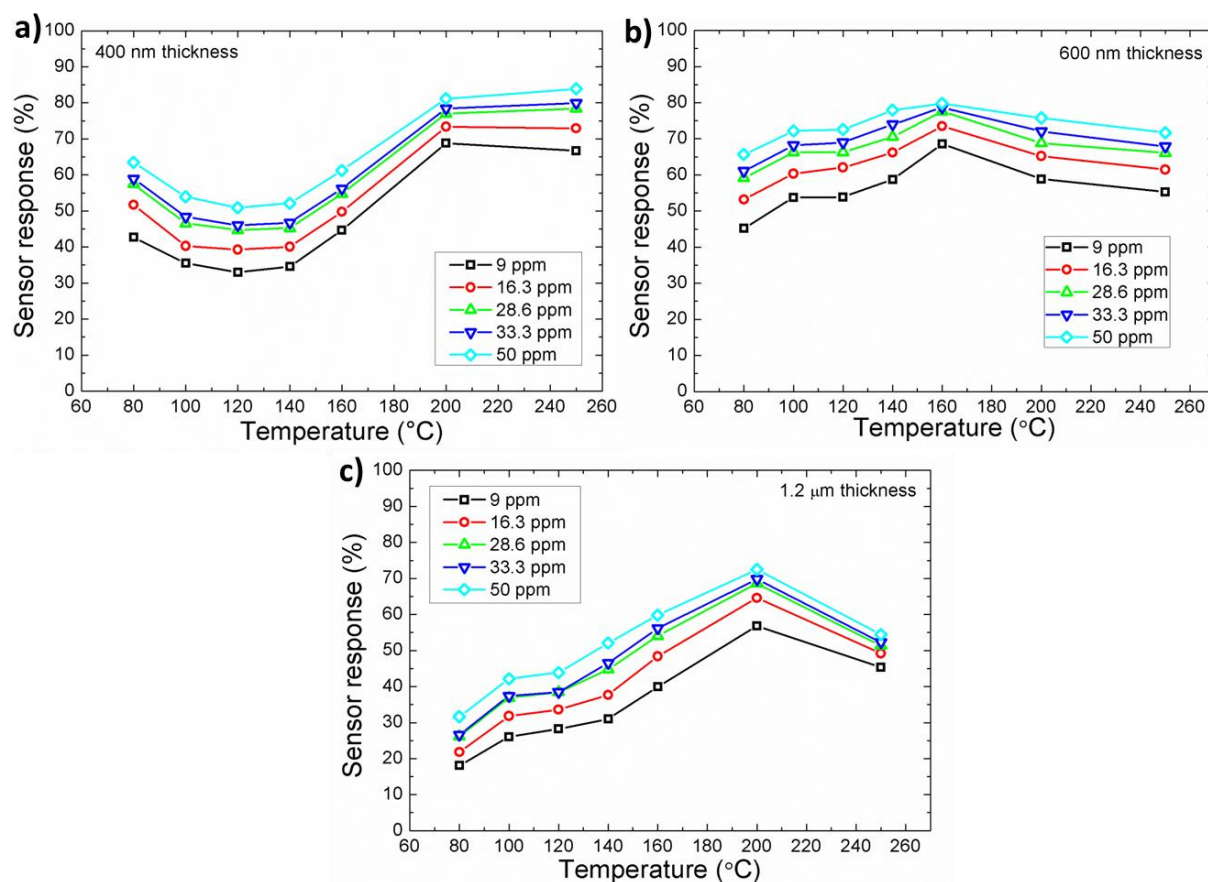 a)
400 nm thickness
Sensor response (%)
100
90
80
70
60
50
40
30
20
10
0
9 ppm
16.3 ppm
28.6 ppm
33.3 ppm
50 ppm
60 80 100 120 140 160 180 200 220 240 260
Temperature (°C)
b)
600 nm thickness
Sensor response (%)
100
90
80
70
60
50
40
30
20
10
0
9 ppm
16.3 ppm
28.6 ppm
33.3 ppm
50 ppm
60 80 100 120 140 160 180 200 220 240 260
Temperature (°C)
c)
1.2 μm thickness
Sensor response (%)
100
90
80
70
60
50
40
30
20
10
0
9 ppm
16.3 ppm
28.6 ppm
33.3 ppm
50 ppm
60 80 100 120 140 160 180 200 220 240 260
Temperature (°C)